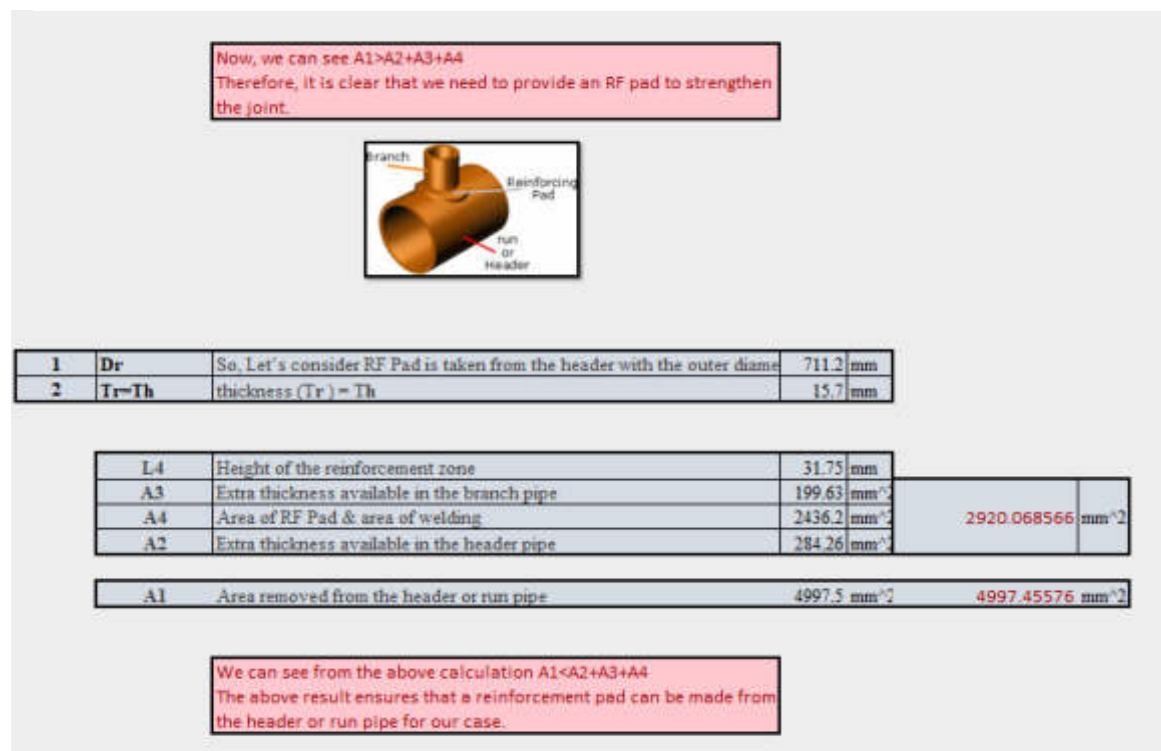 Now, we can see A1>A2+A3+A4
Therefore, it is clear that we need to provide an RF pad to strengthen
the joint.
Branch
Reinforcing
Pad
run
or
Header
1 Dr So, Let's consider RF Pad is taken from the header with the outer diame 711.2 mm
2 Tr=Th thickness (Tr ) = Th 15.7 mm
L4 Height of the reinforcement zone 31.75 mm
A3 Extra thickness available in the branch pipe 199.63 mm^2
A4 Area of RF Pad & area of welding 2436.2 mm^2 2920.068566 mm^2
A2 Extra thickness available in the header pipe 284.26 mm^2
A1 Area removed from the header or run pipe 4997.5 mm^2 4997.45576 mm^2
We can see from the above calculation A1<A2+A3+A4
The above result ensures that a reinforcement pad can be made from
the header or run pipe for our case.